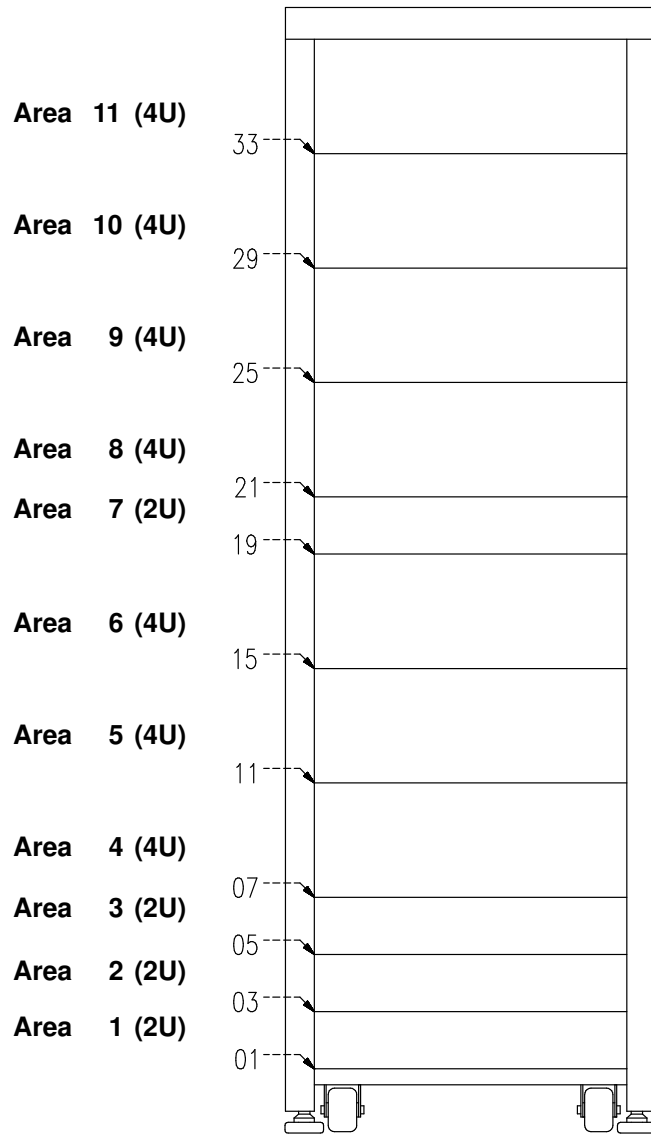 Area 11 (4U)
33
Area 10 (4U)
29
Area 9 (4U)
25
Area 8 (4U)
21
Area 7 (2U)
19
Area 6 (4U)
15
Area 5 (4U)
11
Area 4 (4U)
07
Area 3 (2U)
05
Area 2 (2U)
03
Area 1 (2U)
01